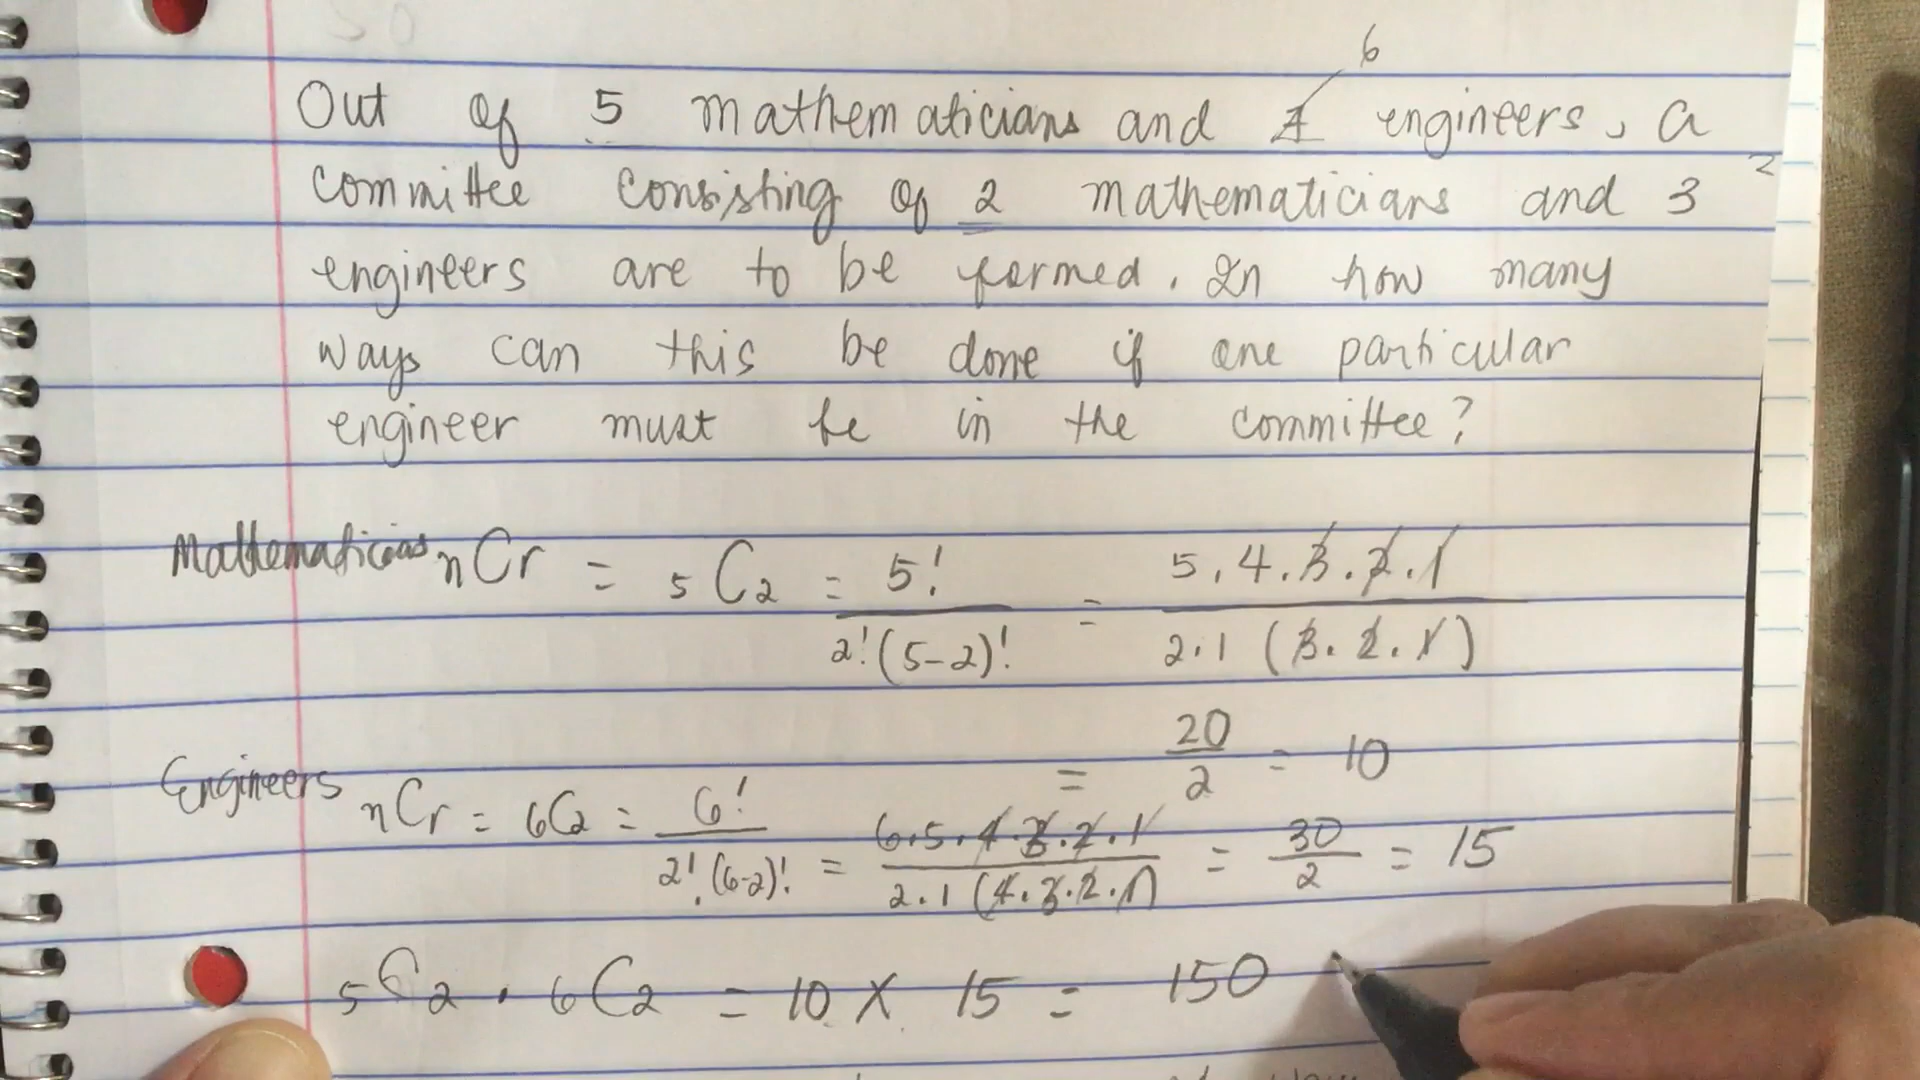 6
Out of 5 mathematicians and 7 engineers, a
committee consisting of 2 mathematicians and 3 2
engineers are to be formed. In how many
ways can this be done if one particular
engineer must be in the committee?
Mathematicians nCr = 5C2 = 5! / 2!(5-2)! = 5.4.3.2.1 / 2.1 (3.2.1)
= 20/2 = 10
Engineers nCr = 6C2 = 6! / 2!(6-2)! = 6.5.4.3.2.1 / 2.1 (4.3.2.1) = 30/2 = 15
5C2 . 6C2 = 10 x 15 = 150